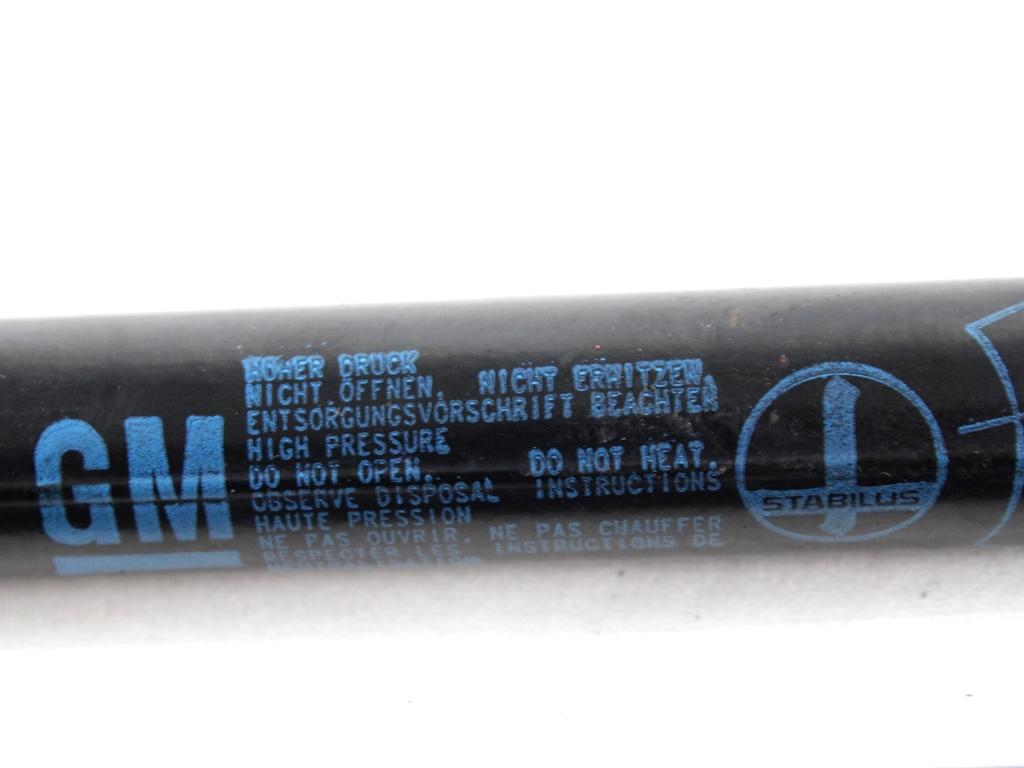 GM
HOHER DRUCK
NICHT ÖFFNEN. NICHT ERHITZEN.
ENTSORGUNGSVORSCHRIFT BEACHTEN
HIGH PRESSURE
DO NOT OPEN. DO NOT HEAT.
OBSERVE DISPOSAL INSTRUCTIONS
HAUTE PRESSION
NE PAS OUVRIR. NE PAS CHAUFFER
RESPECTER LES INSTRUCTIONS DE
STABILUS